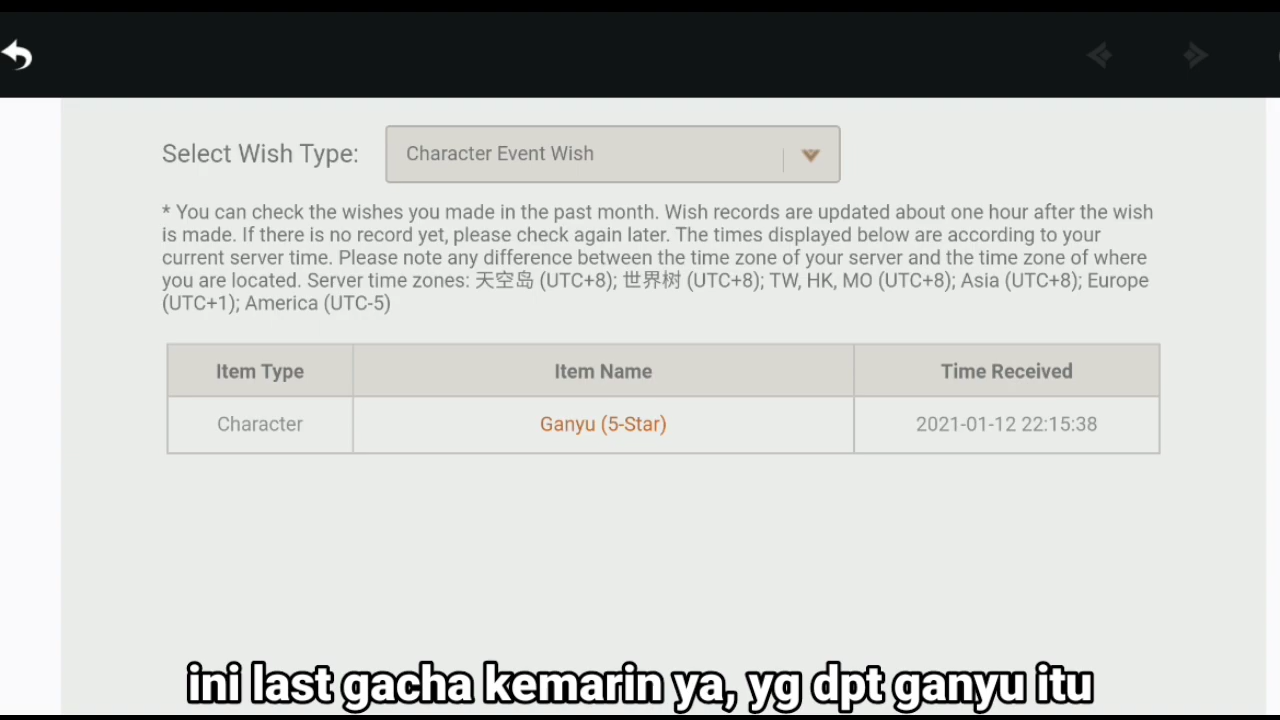 Select Wish Type: Character Event Wish
* You can check the wishes you made in the past month. Wish records are updated about one hour after the wish
is made. If there is no record yet, please check again later. The times displayed below are according to your
current server time. Please note any difference between the time zone of your server and the time zone of where
you are located. Server time zones: 天空岛 (UTC+8); 世界树 (UTC+8); TW, HK, MO (UTC+8); Asia (UTC+8); Europe
(UTC+1); America (UTC-5)
Item Type Item Name Time Received
Character Ganyu (5-Star) 2021-01-12 22:15:38
ini last gacha kemarin ya, yg dpt ganyu itu